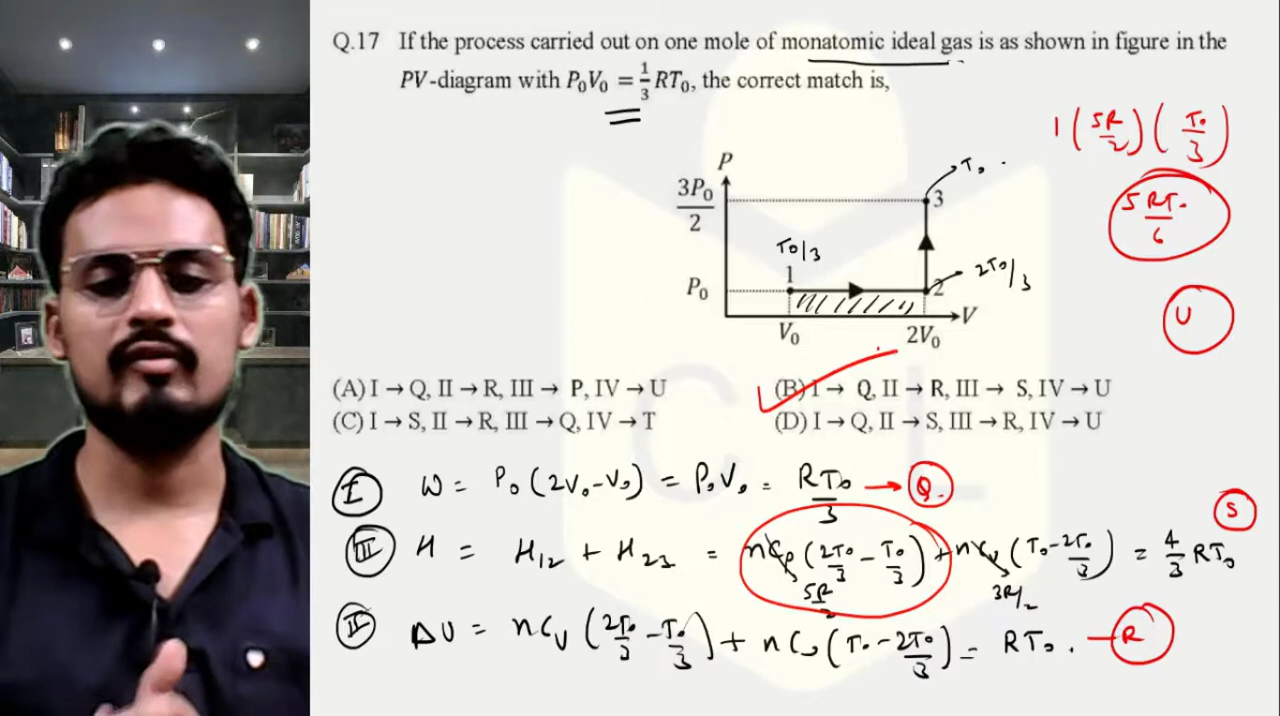 Q.17 If the process carried out on one mole of monatomic ideal gas is as shown in figure in the
PV-diagram with P₀V₀ = 1/3 RT₀, the correct match is,
1 (5R/2) (T₀/3)
5RT₀/6
U
P
3P₀/2
T₀
3
T₀/3
1
2T₀/3
2
P₀
V
V₀
2V₀
(A) I → Q, II → R, III → P, IV → U
(B) I → Q, II → R, III → S, IV → U
(C) I → S, II → R, III → Q, IV → T
(D) I → Q, II → S, III → R, IV → U
I W = P₀(2V₀-V₀) = P₀V₀ = RT₀/3 → Q
S
III H = H₁₂ + H₂₃ = nCp(2T₀/3 - T₀/3) + nCv(T₀-2T₀/3) = 4/3 RT₀
5R/2 3R/2
II ΔU = nCv(2T₀/3 - T₀/3) + nCv(T₀-2T₀/3) = RT₀. - R
C L